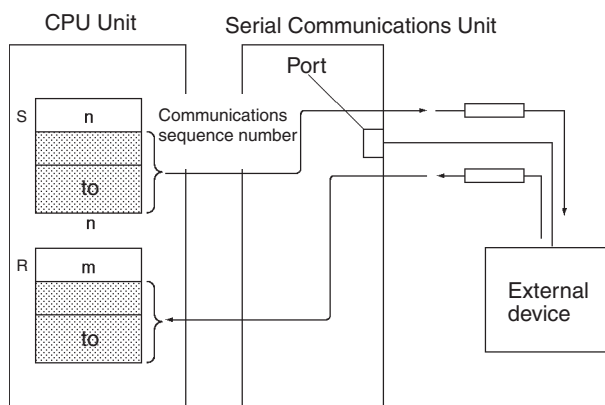 CPU Unit
Serial Communications Unit
Port
S
n
Communications
sequence number
to
n
R
m
to
External
device